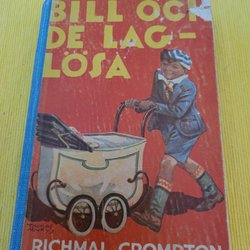 BILL OCH
DE LAG-
LÖSA
RICHMAL CROMPTON